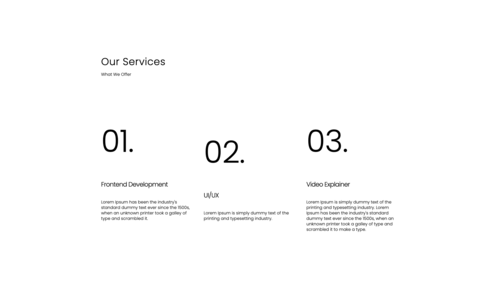 Our Services
What We Offer
01.
Frontend Development
Lorem Ipsum has been the industry's
standard dummy text ever since the 1500s,
when an unknown printer took a galley of
type and scrambled it.
02.
UI/UX
Lorem Ipsum is simply dummy text of the
printing and typesetting industry.
03.
Video Explainer
Lorem Ipsum is simply dummy text of the
printing and typesetting industry. Lorem
Ipsum has been the industry's standard
dummy text ever since the 1500s, when an
unknown printer took a galley of type and
scrambled it to make a type.